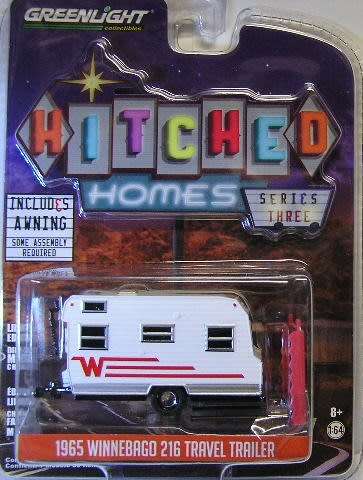 GREENLIGHT
collectibles
HITCHED
HOMES
SERIES
THREE
INCLUDES
AWNING
SOME ASSEMBLY
REQUIRED
W
8+
1:64
1965 WINNEBAGO 216 TRAVEL TRAILER